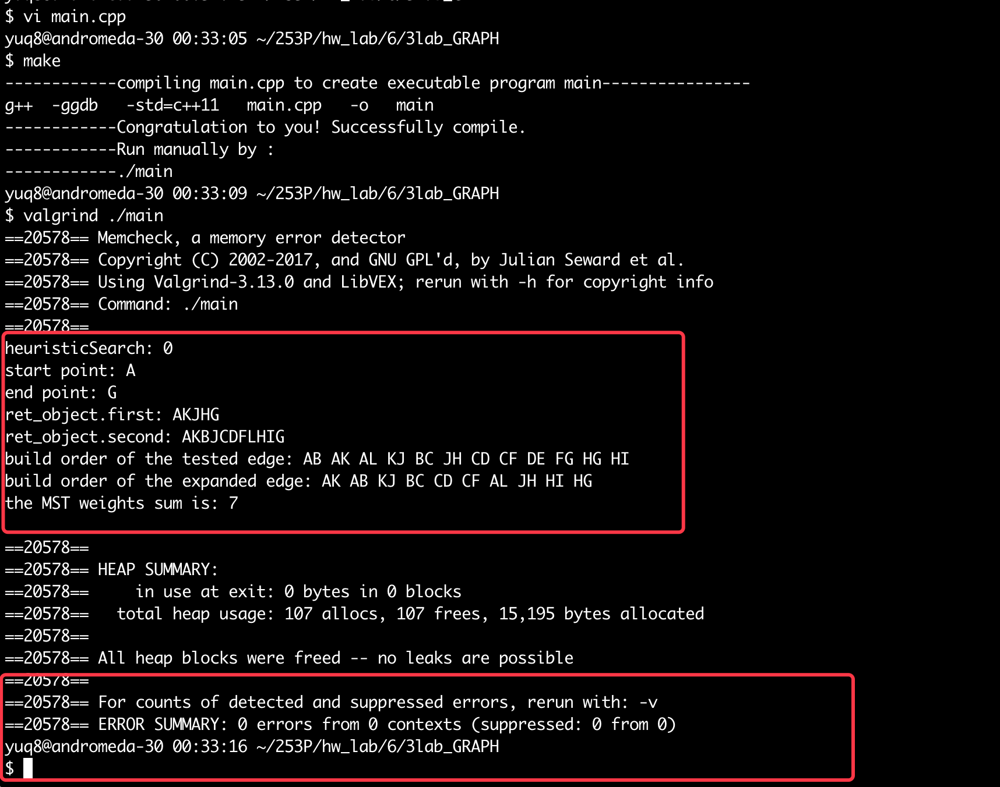 $ vi main.cpp
yuq8@andromeda-30 00:33:05 ~/253P/hw_lab/6/3lab_GRAPH
$ make
------------compiling main.cpp to create executable program main----------------
g++  -ggdb   -std=c++11   main.cpp   -o   main
------------Congratulation to you! Successfully compile.
------------Run manually by :
------------./main
yuq8@andromeda-30 00:33:09 ~/253P/hw_lab/6/3lab_GRAPH
$ valgrind ./main
==20578== Memcheck, a memory error detector
==20578== Copyright (C) 2002-2017, and GNU GPL'd, by Julian Seward et al.
==20578== Using Valgrind-3.13.0 and LibVEX; rerun with -h for copyright info
==20578== Command: ./main
==20578==
heuristicSearch: 0
start point: A
end point: G
ret_object.first: AKJHG
ret_object.second: AKBJCDFLHIG
build order of the tested edge: AB AK AL KJ BC JH CD CF DE FG HG HI
build order of the expanded edge: AK AB KJ BC CD CF AL JH HI HG
the MST weights sum is: 7
==20578==
==20578== HEAP SUMMARY:
==20578==     in use at exit: 0 bytes in 0 blocks
==20578==   total heap usage: 107 allocs, 107 frees, 15,195 bytes allocated
==20578==
==20578== All heap blocks were freed -- no leaks are possible
==20578==
==20578== For counts of detected and suppressed errors, rerun with: -v
==20578== ERROR SUMMARY: 0 errors from 0 contexts (suppressed: 0 from 0)
yuq8@andromeda-30 00:33:16 ~/253P/hw_lab/6/3lab_GRAPH
$